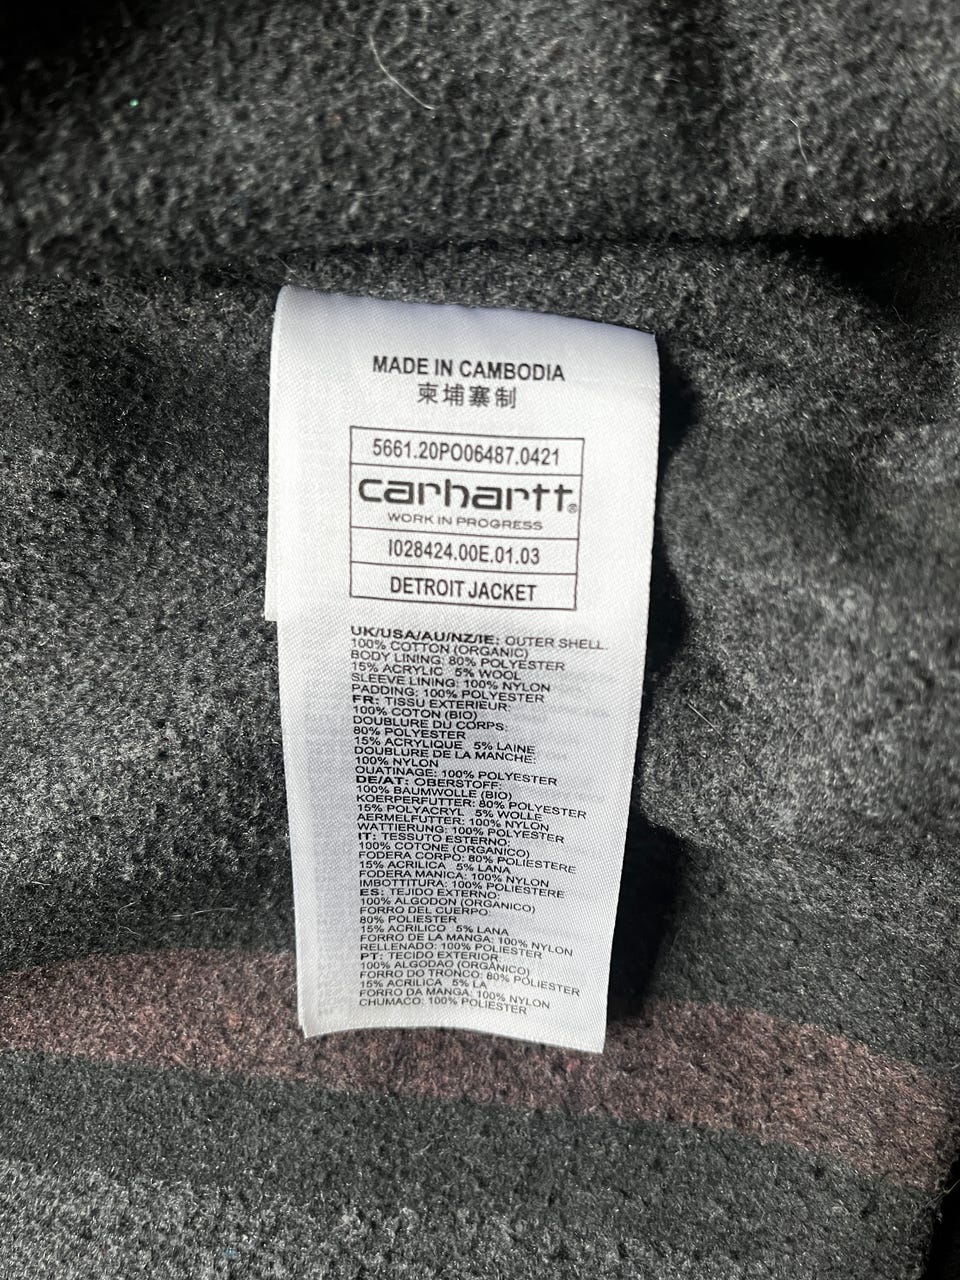 MADE IN CAMBODIA
柬埔寨制
5661.20PO06487.0421
carhartt®
WORK IN PROGRESS
I028424.00E.01.03
DETROIT JACKET
UK/USA/AU/NZ/IE: OUTER SHELL:
100% COTTON (ORGANIC)
BODY LINING: 80% POLYESTER
15% ACRYLIC 5% WOOL
SLEEVE LINING: 100% NYLON
PADDING: 100% POLYESTER
FR: TISSU EXTERIEUR:
100% COTON (BIO)
DOUBLURE DU CORPS:
80% POLYESTER
15% ACRYLIQUE 5% LAINE
DOUBLURE DE LA MANCHE:
100% NYLON
OUATINAGE: 100% POLYESTER
DE/AT: OBERSTOFF:
100% BAUMWOLLE (BIO)
KOERPERFUTTER: 80% POLYESTER
15% POLYACRYL 5% WOLLE
AERMELFUTTER: 100% NYLON
WATTIERUNG: 100% POLYESTER
IT: TESSUTO ESTERNO:
100% COTONE (ORGANICO)
FODERA CORPO: 80% POLIESTERE
15% ACRILICA 5% LANA
FODERA MANICA: 100% NYLON
IMBOTTITURA: 100% POLIESTERE
ES: TEJIDO EXTERNO:
100% ALGODON (ORGANICO)
FORRO DEL CUERPO:
80% POLIESTER
15% ACRILICO 5% LANA
FORRO DE LA MANGA: 100% NYLON
RELLENADO: 100% POLIESTER
PT: TECIDO EXTERIOR:
100% ALGODAO (ORGÂNICO)
FORRO DO TRONCO: 80% POLIESTER
15% ACRILICA 5% LA
FORRO DA MANGA: 100% NYLON
CHUMACO: 100% POLIESTER